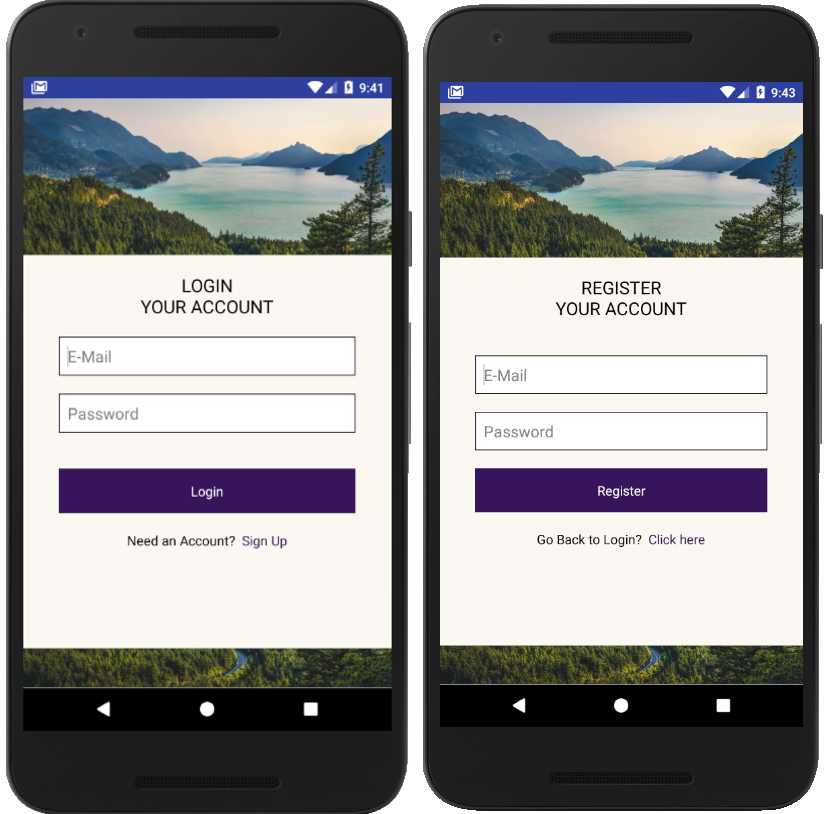 9:41
LOGIN
YOUR ACCOUNT
E-Mail
Password
Login
Need an Account? Sign Up
9:43
REGISTER
YOUR ACCOUNT
E-Mail
Password
Register
Go Back to Login? Click here